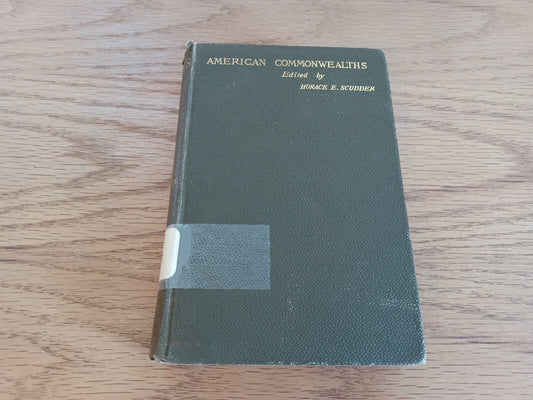 AMERICAN COMMONWEALTHS
Edited by
HORACE E. SCUDDER